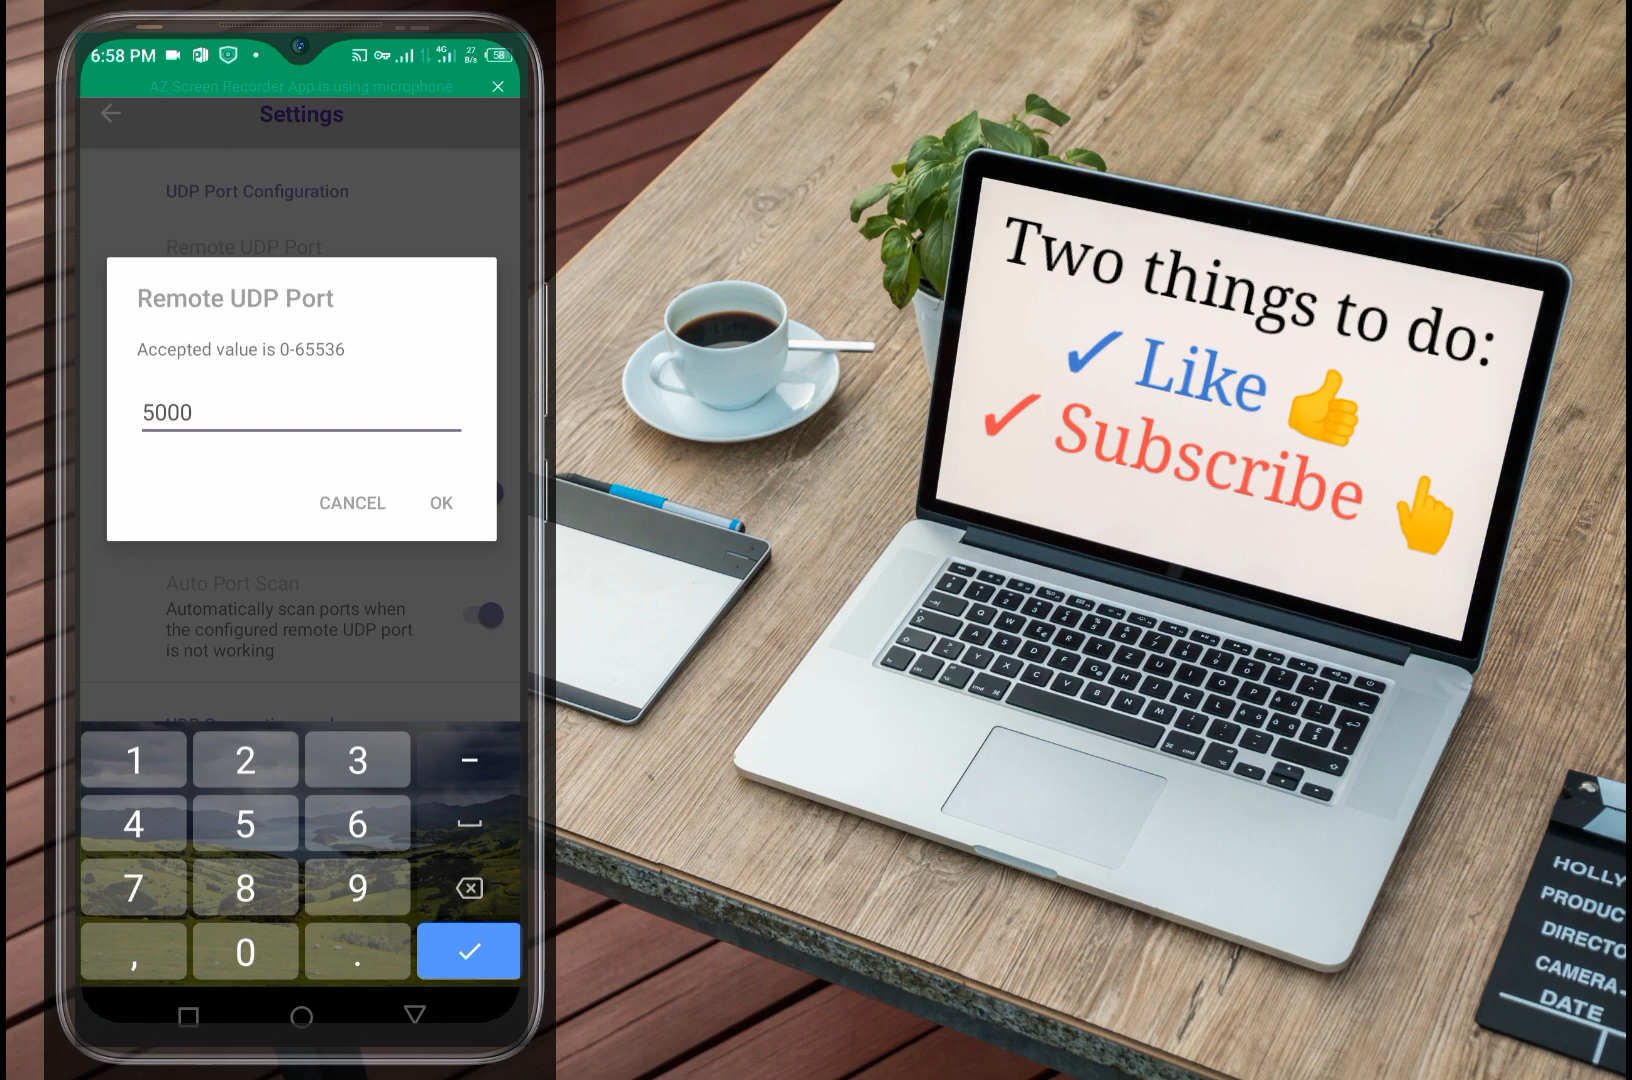 6:58 PM
4G
27
B/s
58
AZ Screen Recorder App is using microphone
Settings
UDP Port Configuration
Remote UDP Port
Remote UDP Port
Accepted value is 0-65536
5000
CANCEL OK
Auto Port Scan
Automatically scan ports when
the configured remote UDP port
is not working
1 2 3 –
4 5 6
7 8 9
, 0 .
Two things to do:
✓ Like 👍
✓ Subscribe 👆
HOLLY
PRODUC
DIRECTO
CAMERA
DATE